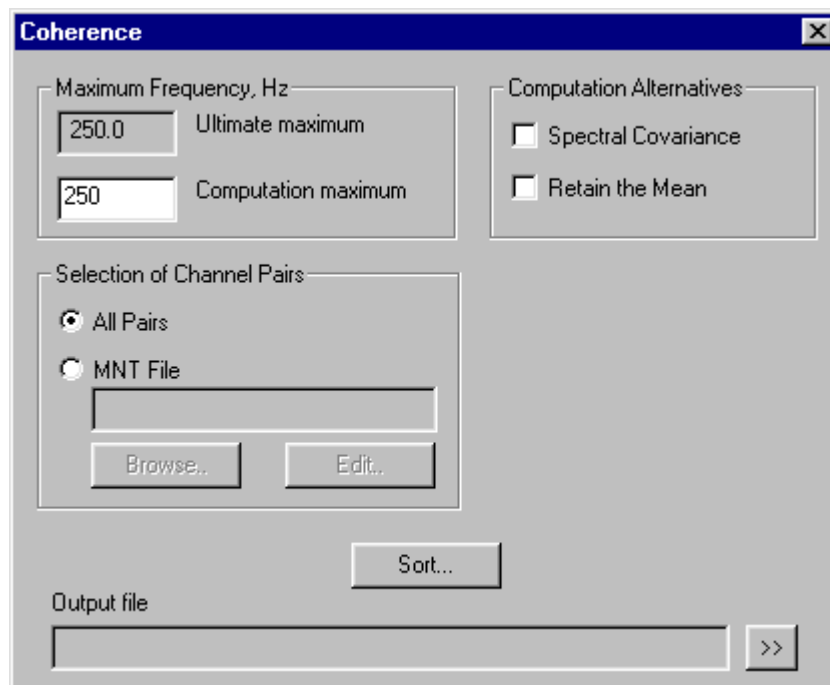 Coherence
Maximum Frequency, Hz
250.0 Ultimate maximum
250 Computation maximum
Computation Alternatives
Spectral Covariance
Retain the Mean
Selection of Channel Pairs
All Pairs
MNT File
Browse.. Edit..
Sort...
Output file
>>